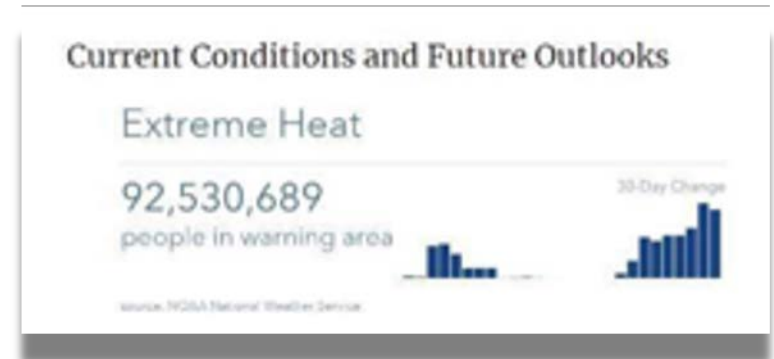 Current Conditions and Future Outlooks
Extreme Heat
92,530,689
30-Day Change
people in warning area
source: NOAA National Weather Service